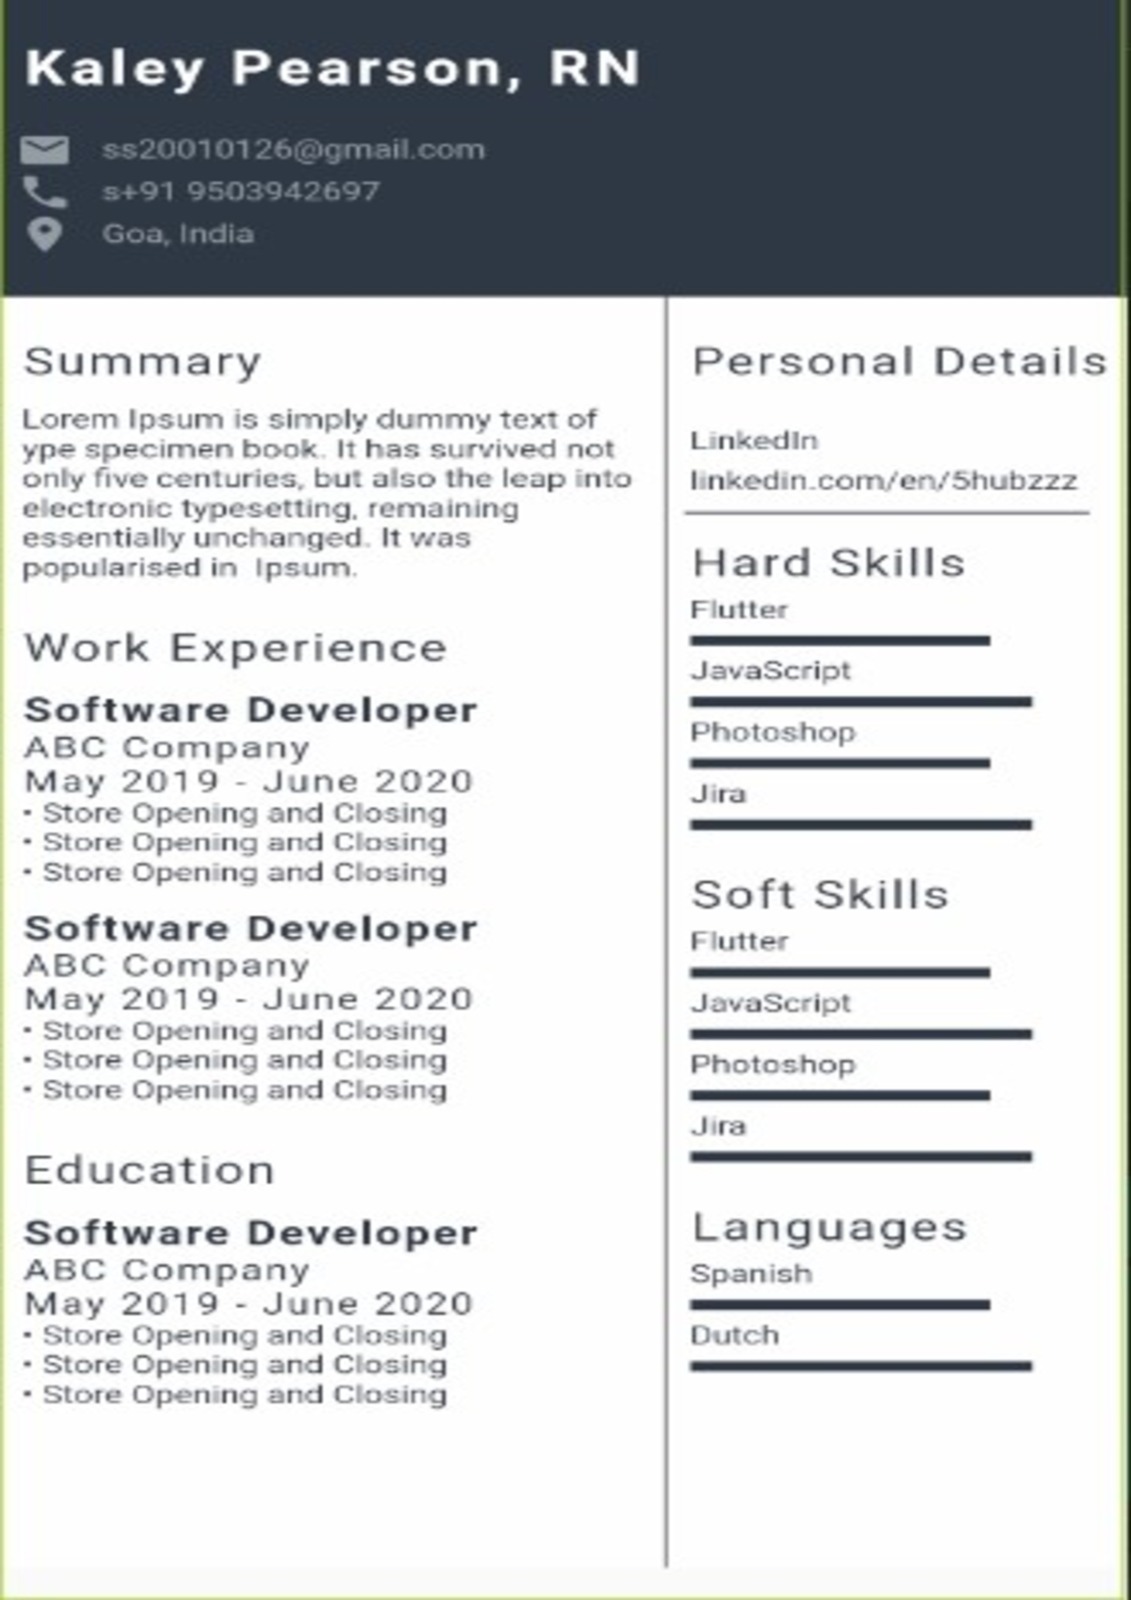 Kaley Pearson, RN
ss20010126@gmail.com
s+91 9503942697
Goa, India
Summary
Lorem Ipsum is simply dummy text of
ype specimen book. It has survived not
only five centuries, but also the leap into
electronic typesetting, remaining
essentially unchanged. It was
popularised in  Ipsum.
Work Experience
Software Developer
ABC Company
May 2019 - June 2020
• Store Opening and Closing
• Store Opening and Closing
• Store Opening and Closing
Software Developer
ABC Company
May 2019 - June 2020
• Store Opening and Closing
• Store Opening and Closing
• Store Opening and Closing
Education
Software Developer
ABC Company
May 2019 - June 2020
• Store Opening and Closing
• Store Opening and Closing
• Store Opening and Closing
Personal Details
LinkedIn
linkedin.com/en/5hubzzz
Hard Skills
Flutter
JavaScript
Photoshop
Jira
Soft Skills
Flutter
JavaScript
Photoshop
Jira
Languages
Spanish
Dutch